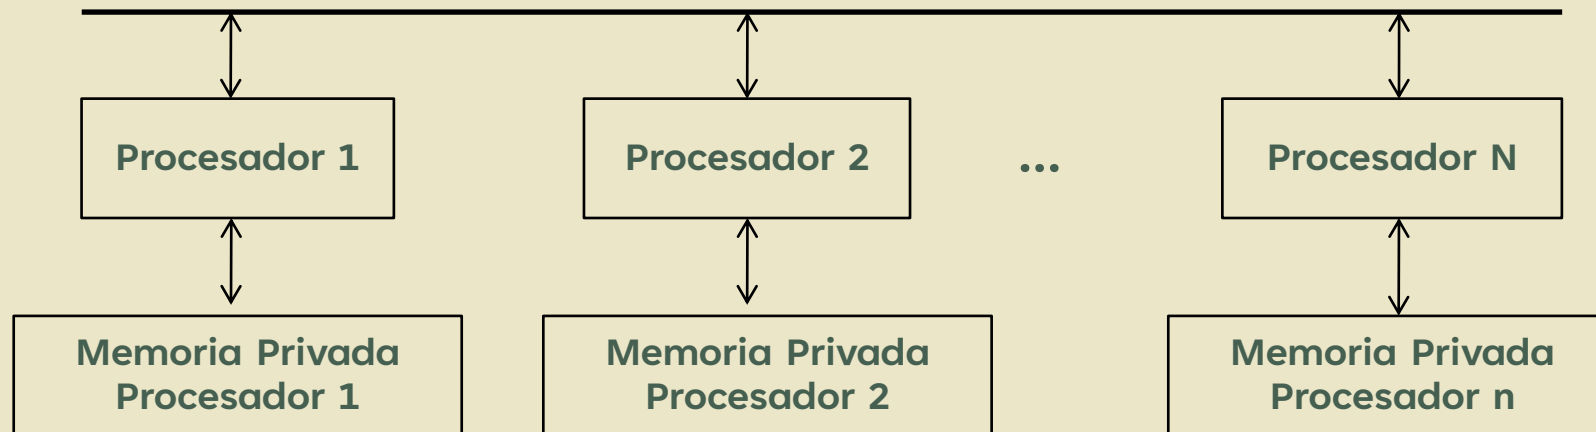 Procesador 1
Procesador 2
...
Procesador N
Memoria Privada
Procesador 1
Memoria Privada
Procesador 2
Memoria Privada
Procesador n